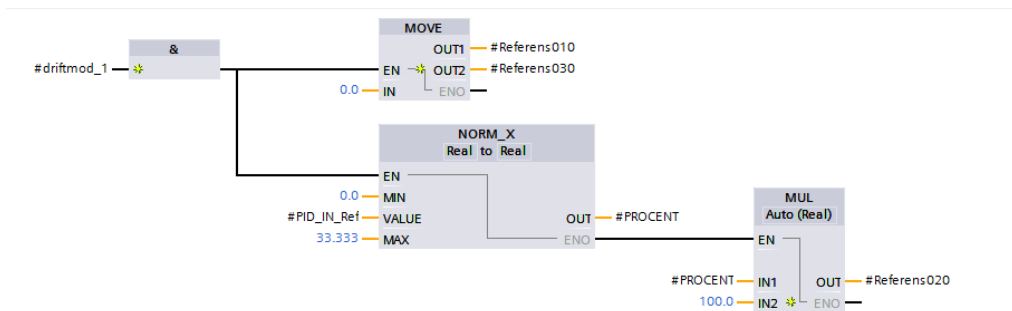 MOVE
&
OUT1 #Referens010
#driftmod_1
EN OUT2 #Referens030
0.0 IN ENO
NORM_X
Real to Real
EN
0.0 MIN
MUL
#PID_IN_Ref VALUE OUT #PROCENT
Auto (Real)
33.333 MAX ENO
EN
#PROCENT IN1 OUT #Referens020
100.0 IN2 ENO